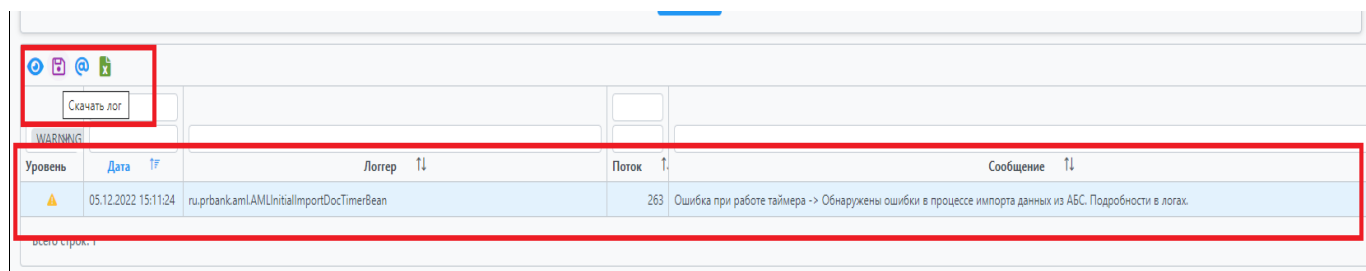 @
Скачать лог
WARNING
Уровень Дата Логгер Поток Сообщение
05.12.2022 15:11:24 ru.prbank.aml.AMLInitialImportDocTimerBean 263 Ошибка при работе таймера -> Обнаружены ошибки в процессе импорта данных из АБС. Подробности в логах.
Всего строк: 1